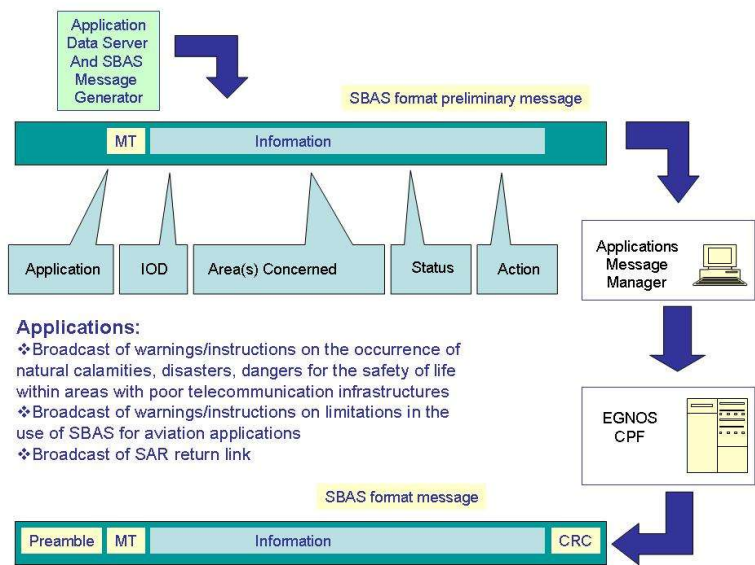 Application
Data Server
And SBAS
Message
Generator
SBAS format preliminary message
MT
Information
Application
IOD
Area(s) Concerned
Status
Action
Applications
Message
Manager
Applications:
❖Broadcast of warnings/instructions on the occurrence of
natural calamities, disasters, dangers for the safety of life
within areas with poor telecommunication infrastructures
❖Broadcast of warnings/instructions on limitations in the
use of SBAS for aviation applications
❖Broadcast of SAR return link
EGNOS
CPF
SBAS format message
Preamble
MT
Information
CRC